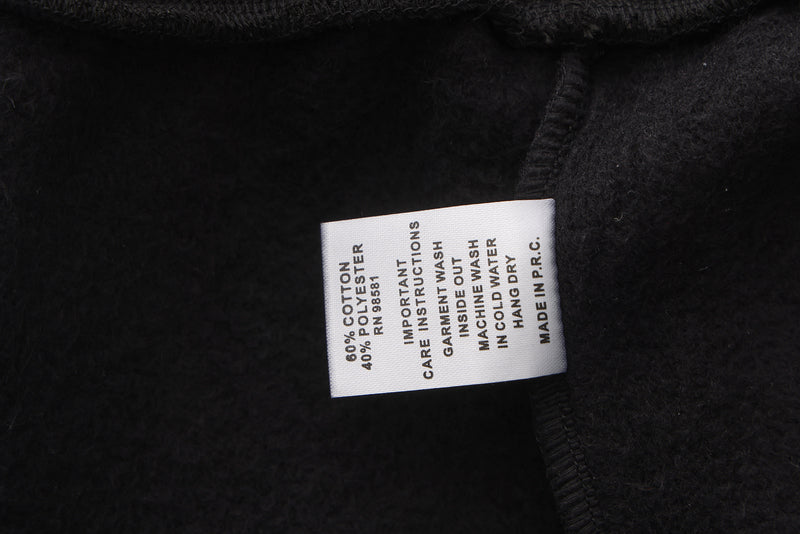 60% COTTON
40% POLYESTER
RN 98581
IMPORTANT
CARE INSTRUCTIONS
GARMENT WASH
INSIDE OUT
MACHINE WASH
IN COLD WATER
HANG DRY
MADE IN P.R.C.